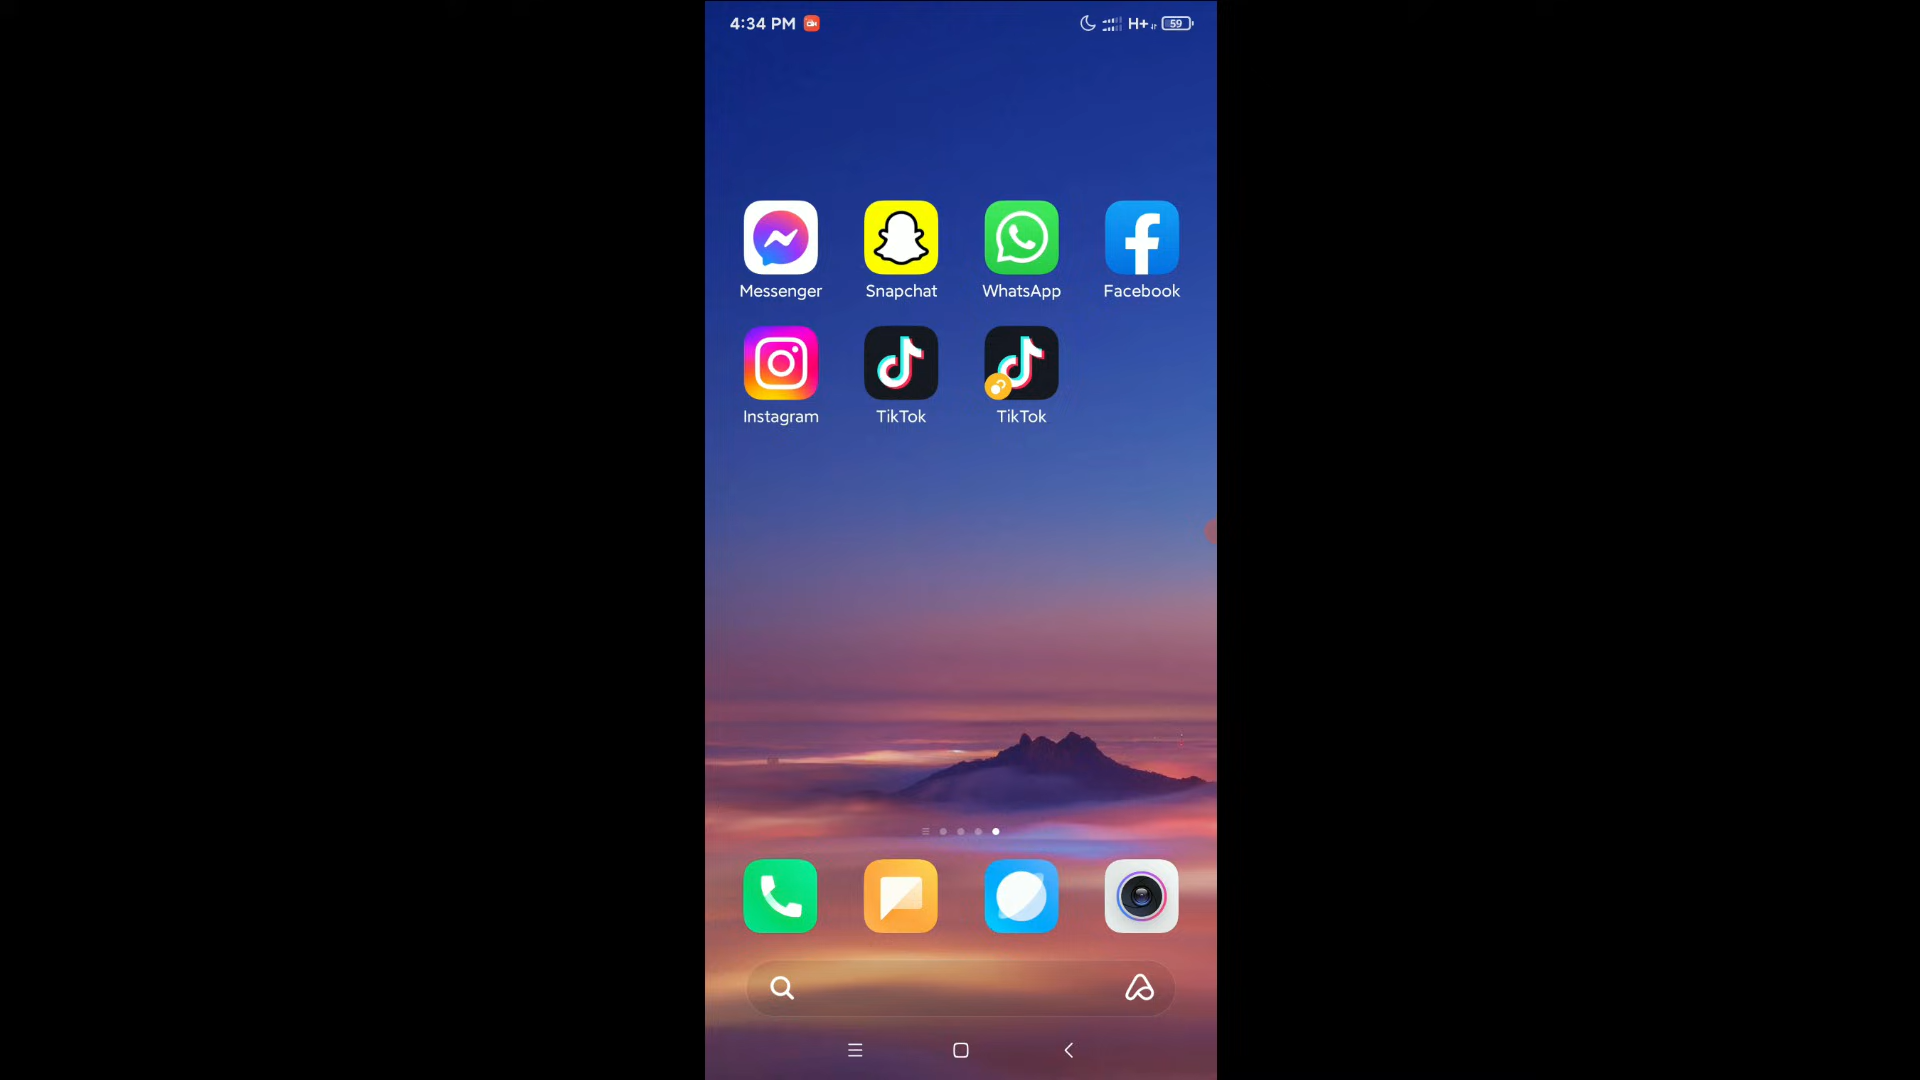 4:34 PM H+ 59
Messenger Snapchat WhatsApp Facebook
Instagram TikTok TikTok